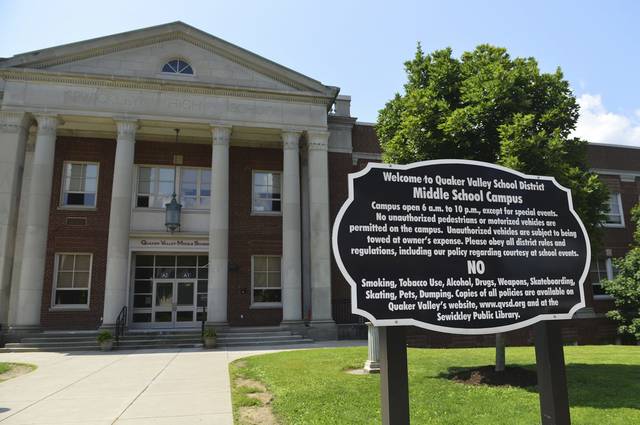 HIGH
QUAKER VALLEY MIDDLE SCHOOL
A2 A1
Welcome to Quaker Valley School District
Middle School Campus
Campus open 6 a.m. to 10 p.m., except for special events.
No unauthorized pedestrians or motorized vehicles are
permitted on the campus. Unauthorized vehicles are subject to being
towed at owner's expense. Please obey all district rules and
regulations, including our policy regarding courtesy at school events.
NO
Smoking, Tobacco Use, Alcohol, Drugs, Weapons, Skateboarding,
Skating, Pets, Dumping. Copies of all policies are available on
Quaker Valley's website, www.qvsd.org and at the
Sewickley Public Library.